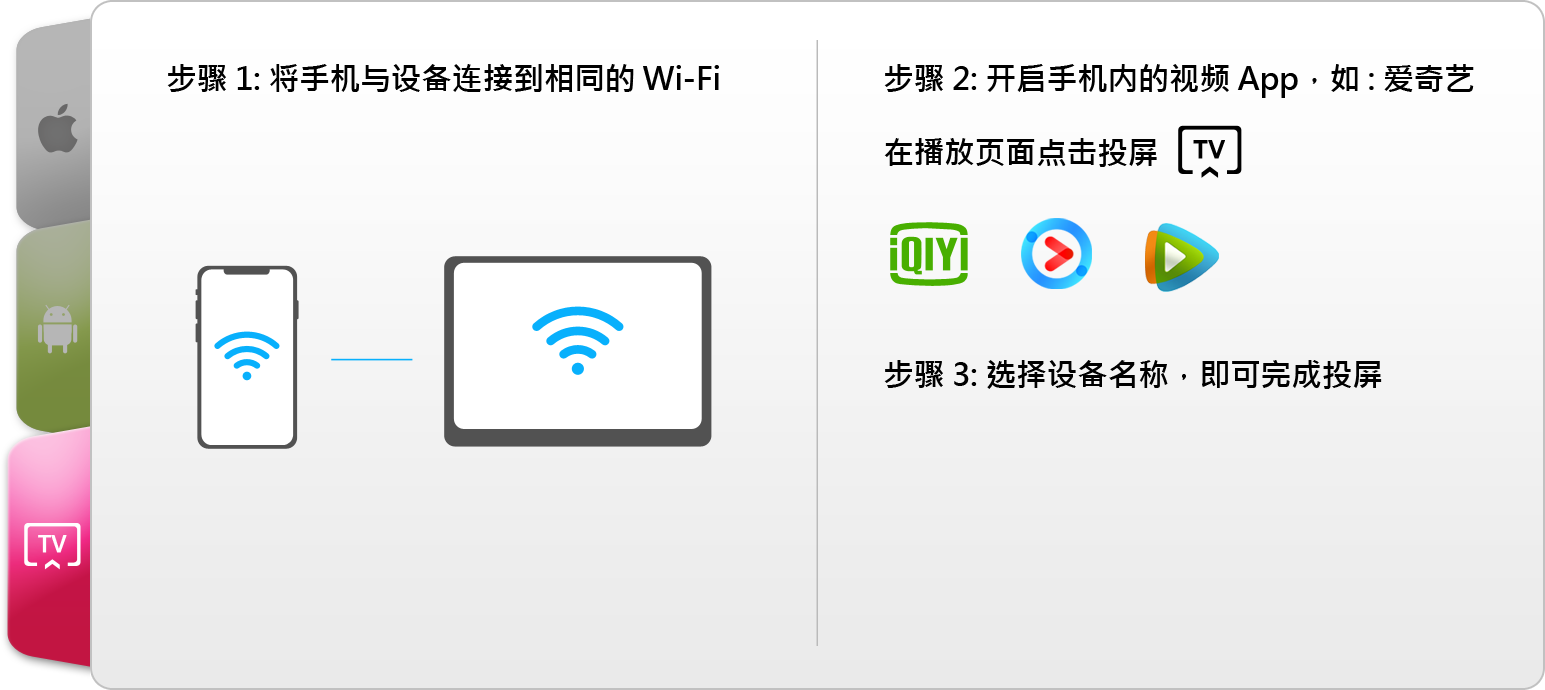 步骤 1: 将手机与设备连接到相同的 Wi-Fi
步骤 2: 开启手机内的视频 App，如 : 爱奇艺
在播放页面点击投屏 TV
iQIYI
步骤 3: 选择设备名称，即可完成投屏
TV